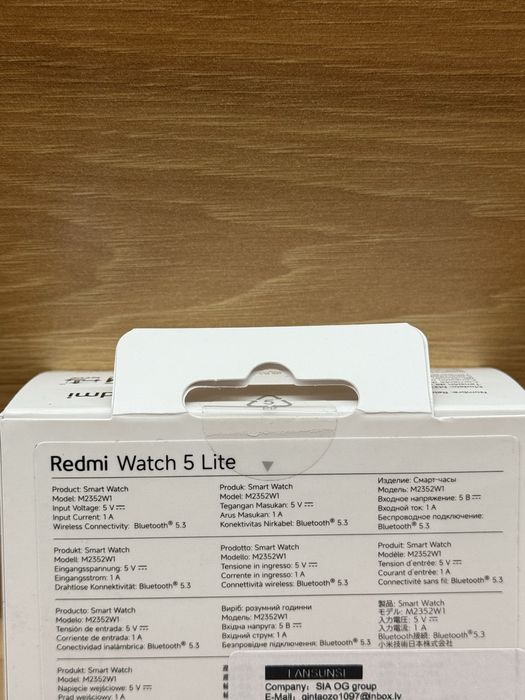 Redmi Watch 5 Lite
Product: Smart Watch
Model: M2352W1
Input Voltage: 5 V⎓
Input Current: 1 A
Wireless Connectivity: Bluetooth® 5.3
Produk: Smart Watch
Model: M2352W1
Tegangan Masukan: 5 V⎓
Arus Masukan: 1 A
Konektivitas Nirkabel: Bluetooth® 5.3
Изделие: Смарт-часы
Модель: M2352W1
Входное напряжение: 5 В⎓
Входной ток: 1 А
Беспроводное подключение:
Bluetooth® 5.3
Produkt: Smart Watch
Modell: M2352W1
Eingangsspannung: 5 V⎓
Eingangsstrom: 1 A
Drahtlose Konnektivität: Bluetooth® 5.3
Prodotto: Smart Watch
Modello: M2352W1
Tensione in ingresso: 5 V⎓
Corrente in ingresso: 1 A
Connettività wireless: Bluetooth® 5.3
Produit: Smart Watch
Modèle: M2352W1
Tension d'entrée: 5 V⎓
Courant d'entrée: 1 A
Connectivité sans fil: Bluetooth® 5.3
Producto: Smart Watch
Modelo: M2352W1
Tensión de entrada: 5 V⎓
Corriente de entrada: 1 A
Conectividad inalámbrica: Bluetooth® 5.3
Виріб: розумний годинник
Модель: M2352W1
Вхідна напруга: 5 В⎓
Вхідний струм: 1 А
Безпровідне підключення: Bluetooth® 5.3
製品: Smart Watch
モデル: M2352W1
入力電圧: 5 V⎓
入力電流: 1 A
Bluetooth接続: Bluetooth® 5.3
小米技術日本株式会社
Produkt: Smart Watch
Model: M2352W1
Napięcie wejściowe: 5 V⎓
Prąd wejściowy: 1 A
LANSUNSI
Company: SIA OG group
E-Mail: qintaozo1097@inbox.lv